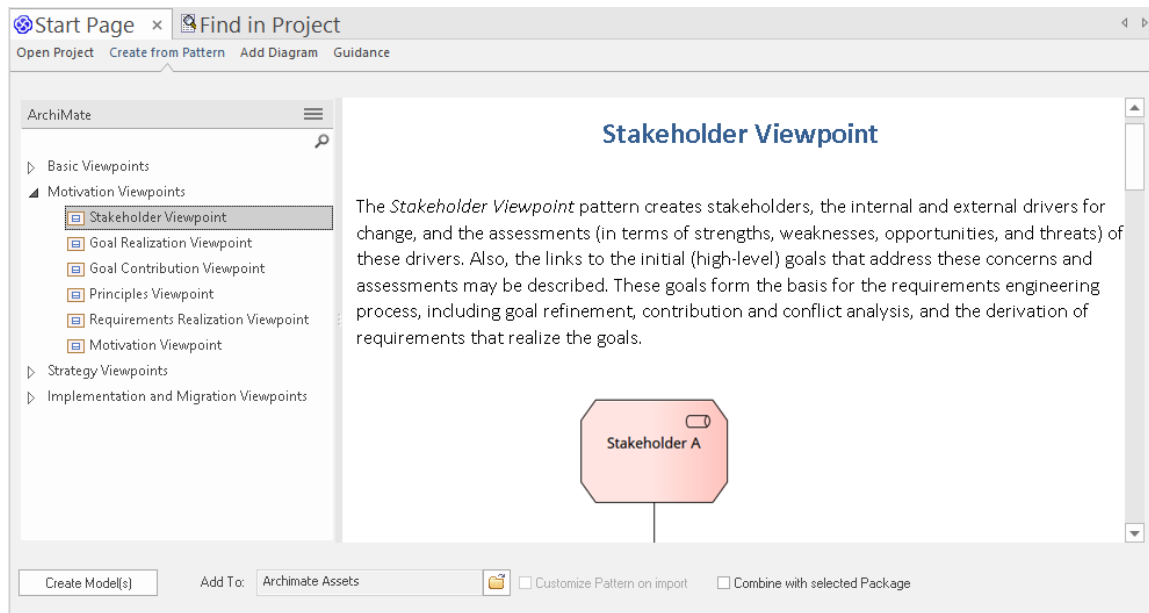 Start Page × Find in Project
Open Project Create from Pattern Add Diagram Guidance
ArchiMate
Basic Viewpoints
Motivation Viewpoints
Stakeholder Viewpoint
Goal Realization Viewpoint
Goal Contribution Viewpoint
Principles Viewpoint
Requirements Realization Viewpoint
Motivation Viewpoint
Strategy Viewpoints
Implementation and Migration Viewpoints
Stakeholder Viewpoint
The Stakeholder Viewpoint pattern creates stakeholders, the internal and external drivers for
change, and the assessments (in terms of strengths, weaknesses, opportunities, and threats) of
these drivers. Also, the links to the initial (high-level) goals that address these concerns and
assessments may be described. These goals form the basis for the requirements engineering
process, including goal refinement, contribution and conflict analysis, and the derivation of
requirements that realize the goals.
Stakeholder A
Create Model(s) Add To: Archimate Assets Customize Pattern on import Combine with selected Package